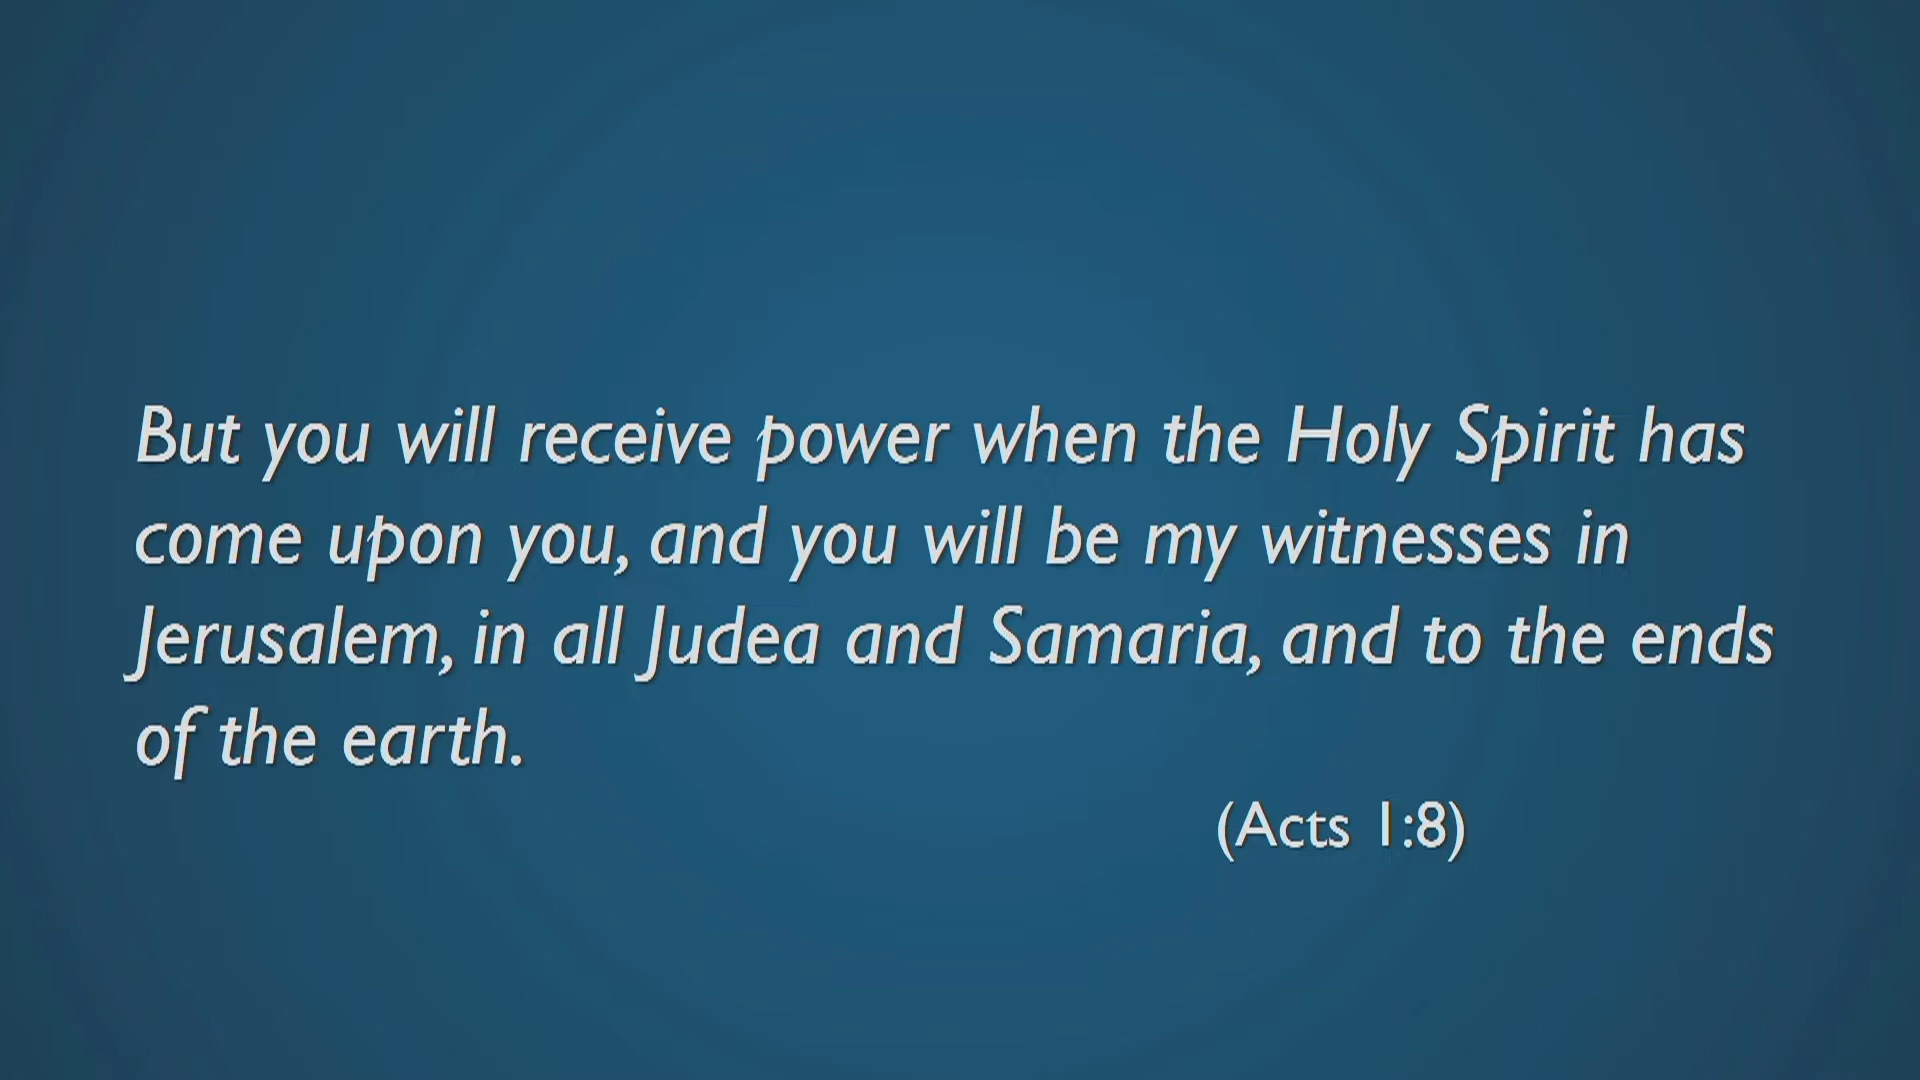 But you will receive power when the Holy Spirit has
come upon you, and you will be my witnesses in
Jerusalem, in all Judea and Samaria, and to the ends
of the earth.
(Acts 1:8)